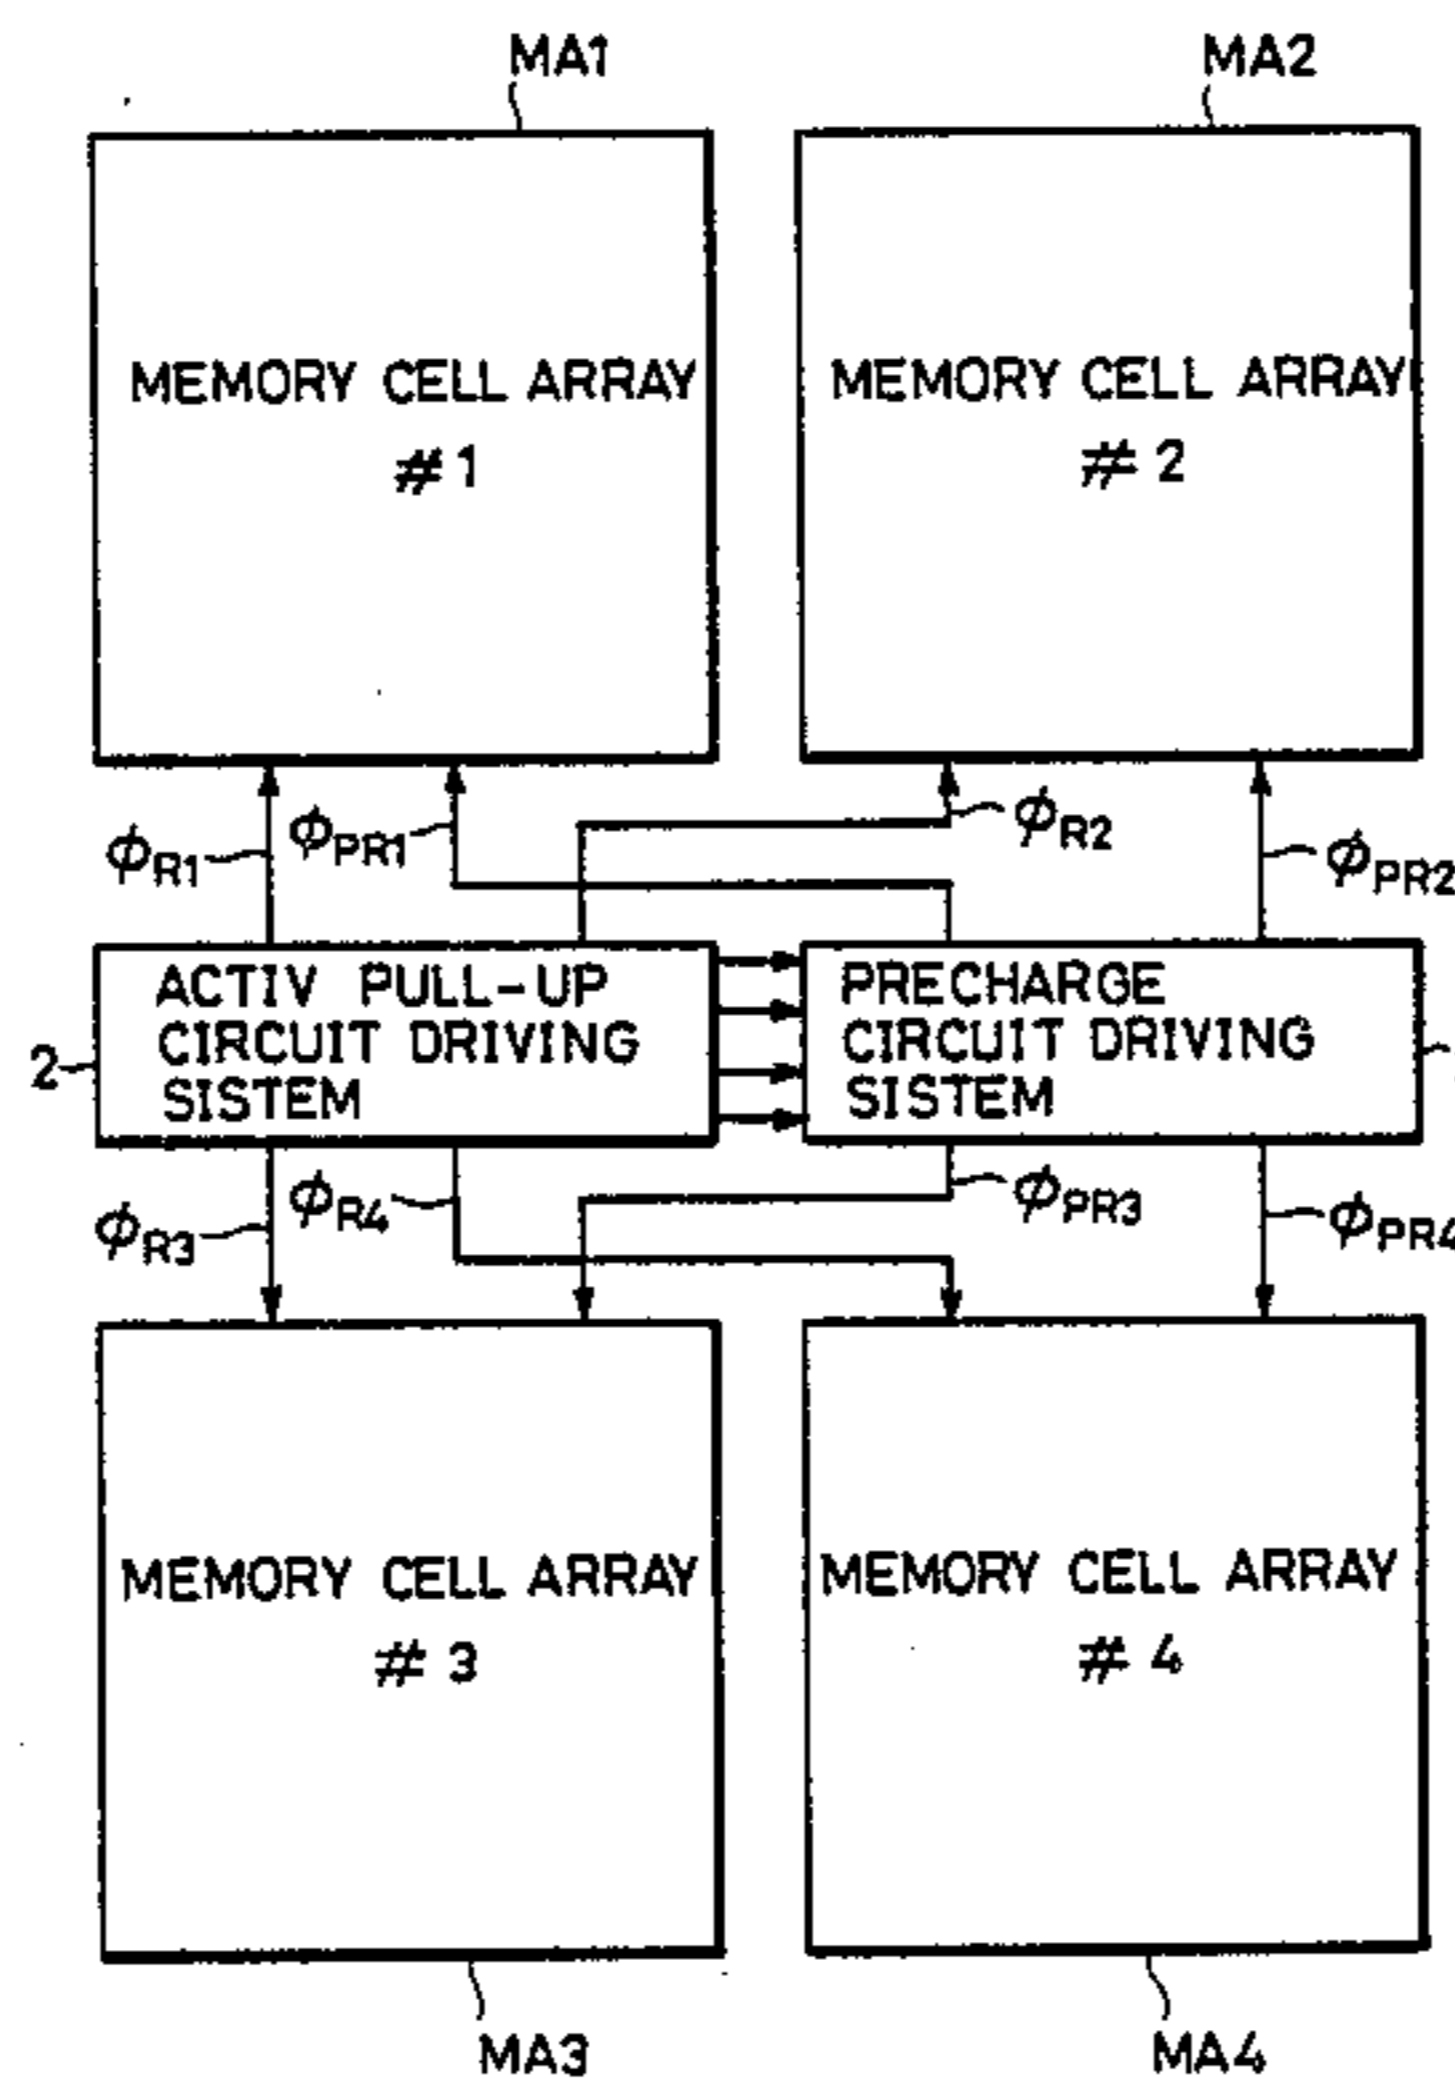 MA1
MA2
MEMORY CELL ARRAY
#1
MEMORY CELL ARRAY
#2
ϕR1
ϕPR1
ϕR2
ϕPR2
2
ACTIV PULL-UP
CIRCUIT DRIVING
SISTEM
PRECHARGE
CIRCUIT DRIVING
SISTEM
ϕR3
ϕR4
ϕPR3
ϕPR4
MEMORY CELL ARRAY
#3
MEMORY CELL ARRAY
#4
MA3
MA4